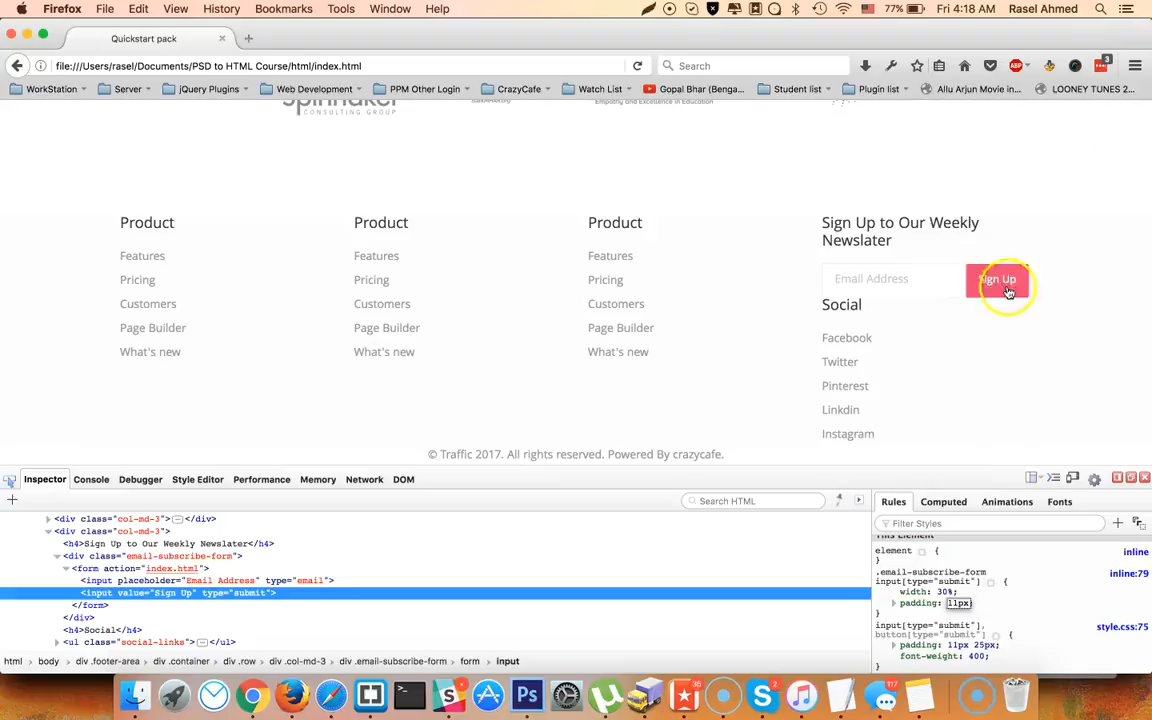 Firefox File Edit View History Bookmarks Tools Window Help 77% Fri 4:18 AM Rasel Ahmed
Quickstart pack
file:///Users/rasel/Documents/PSD to HTML Course/html/index.html Search ABP 3
WorkStation Server jQuery Plugins Web Development PPM Other Login CrazyCafe Watch List Gopal Bhar (Benga... Student list Plugin list Allu Arjun Movie in... LOONEY TUNES 2...
CONSULTING GROUP
Product Product Product Sign Up to Our Weekly
Newslater
Features Features Features
Pricing Pricing Pricing Email Address Sign Up
Customers Customers Customers Social
Page Builder Page Builder Page Builder Facebook
What's new What's new What's new Twitter
Pinterest
Linkdin
Instagram
© Traffic 2017. All rights reserved. Powered By crazycafe.
Inspector Console Debugger Style Editor Performance Memory Network DOM
Search HTML Rules Computed Animations Fonts
<div class="col-md-3"></div>
<div class="col-md-3">
<h4>Sign Up to Our Weekly Newslater</h4>
<div class="email-subscribe-form">
<form action="index.html">
<input placeholder="Email Address" type="email">
<input value="Sign Up" type="submit">
</form>
</div>
<h4>Social</h4>
<ul class="social-links"></ul>
html body div .footer-area div .container div .row div .col-md-3 div .email-subscribe-form form input
Filter Styles
This Element
element { inline
}
.email-subscribe-form inline:79
input[type="submit"] {
width: 30%;
padding: 11px;
}
input[type="submit"], style.css:75
button[type="submit"] {
padding: 11px 25px;
font-weight: 400;
}
35 2 117